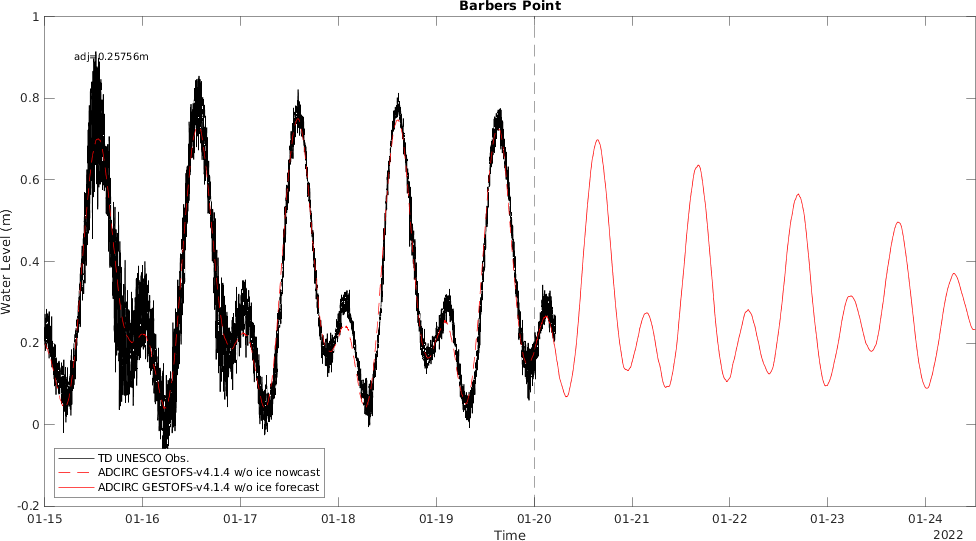 Barbers Point
adj=0.25756m
1
0.8
0.6
0.4
0.2
0
-0.2
Water Level (m)
TD UNESCO Obs.
ADCIRC GESTOFS-v4.1.4 w/o ice nowcast
ADCIRC GESTOFS-v4.1.4 w/o ice forecast
01-15 01-16 01-17 01-18 01-19 01-20 01-21 01-22 01-23 01-24
Time
2022